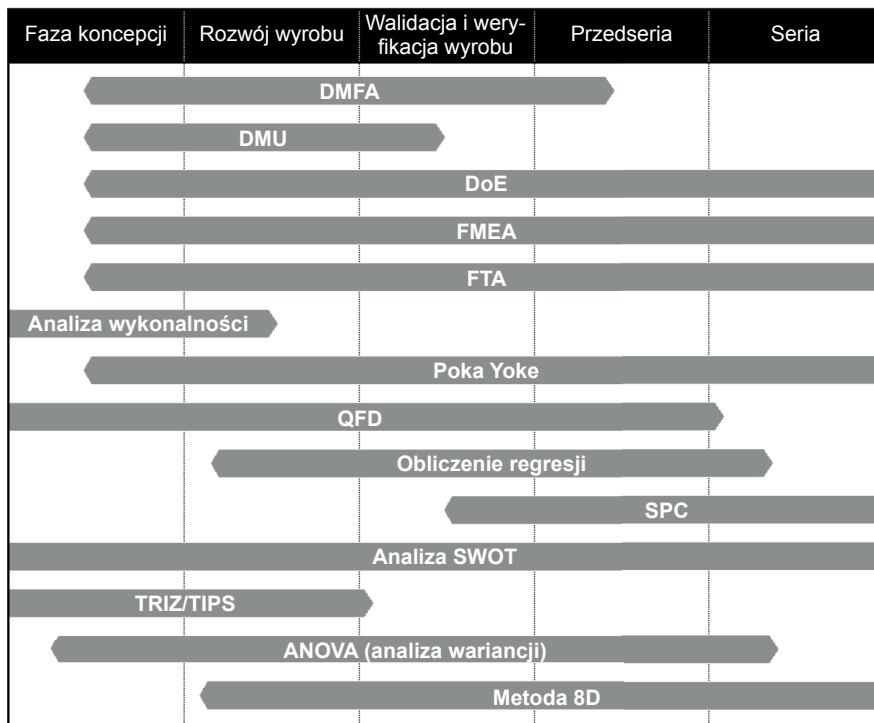 Faza koncepcji
Rozwój wyrobu
Walidacja i wery-
fikacja wyrobu
Przedseria
Seria
DMFA
DMU
DoE
FMEA
FTA
Analiza wykonalności
Poka Yoke
QFD
Obliczenie regresji
SPC
Analiza SWOT
TRIZ/TIPS
ANOVA (analiza wariancji)
Metoda 8D